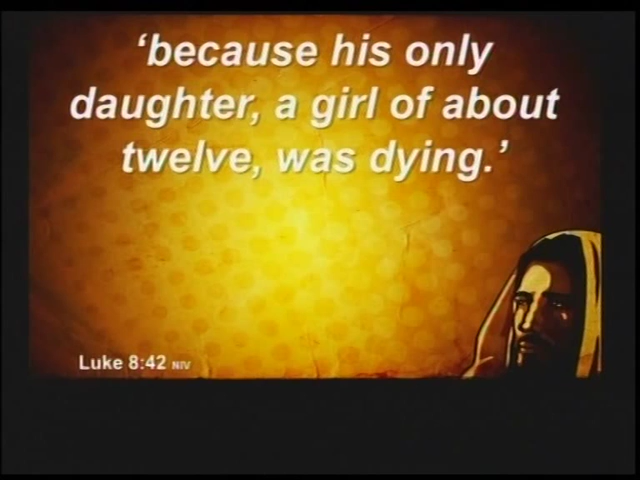 ‘because his only
daughter, a girl of about
twelve, was dying.’
Luke 8:42 NIV